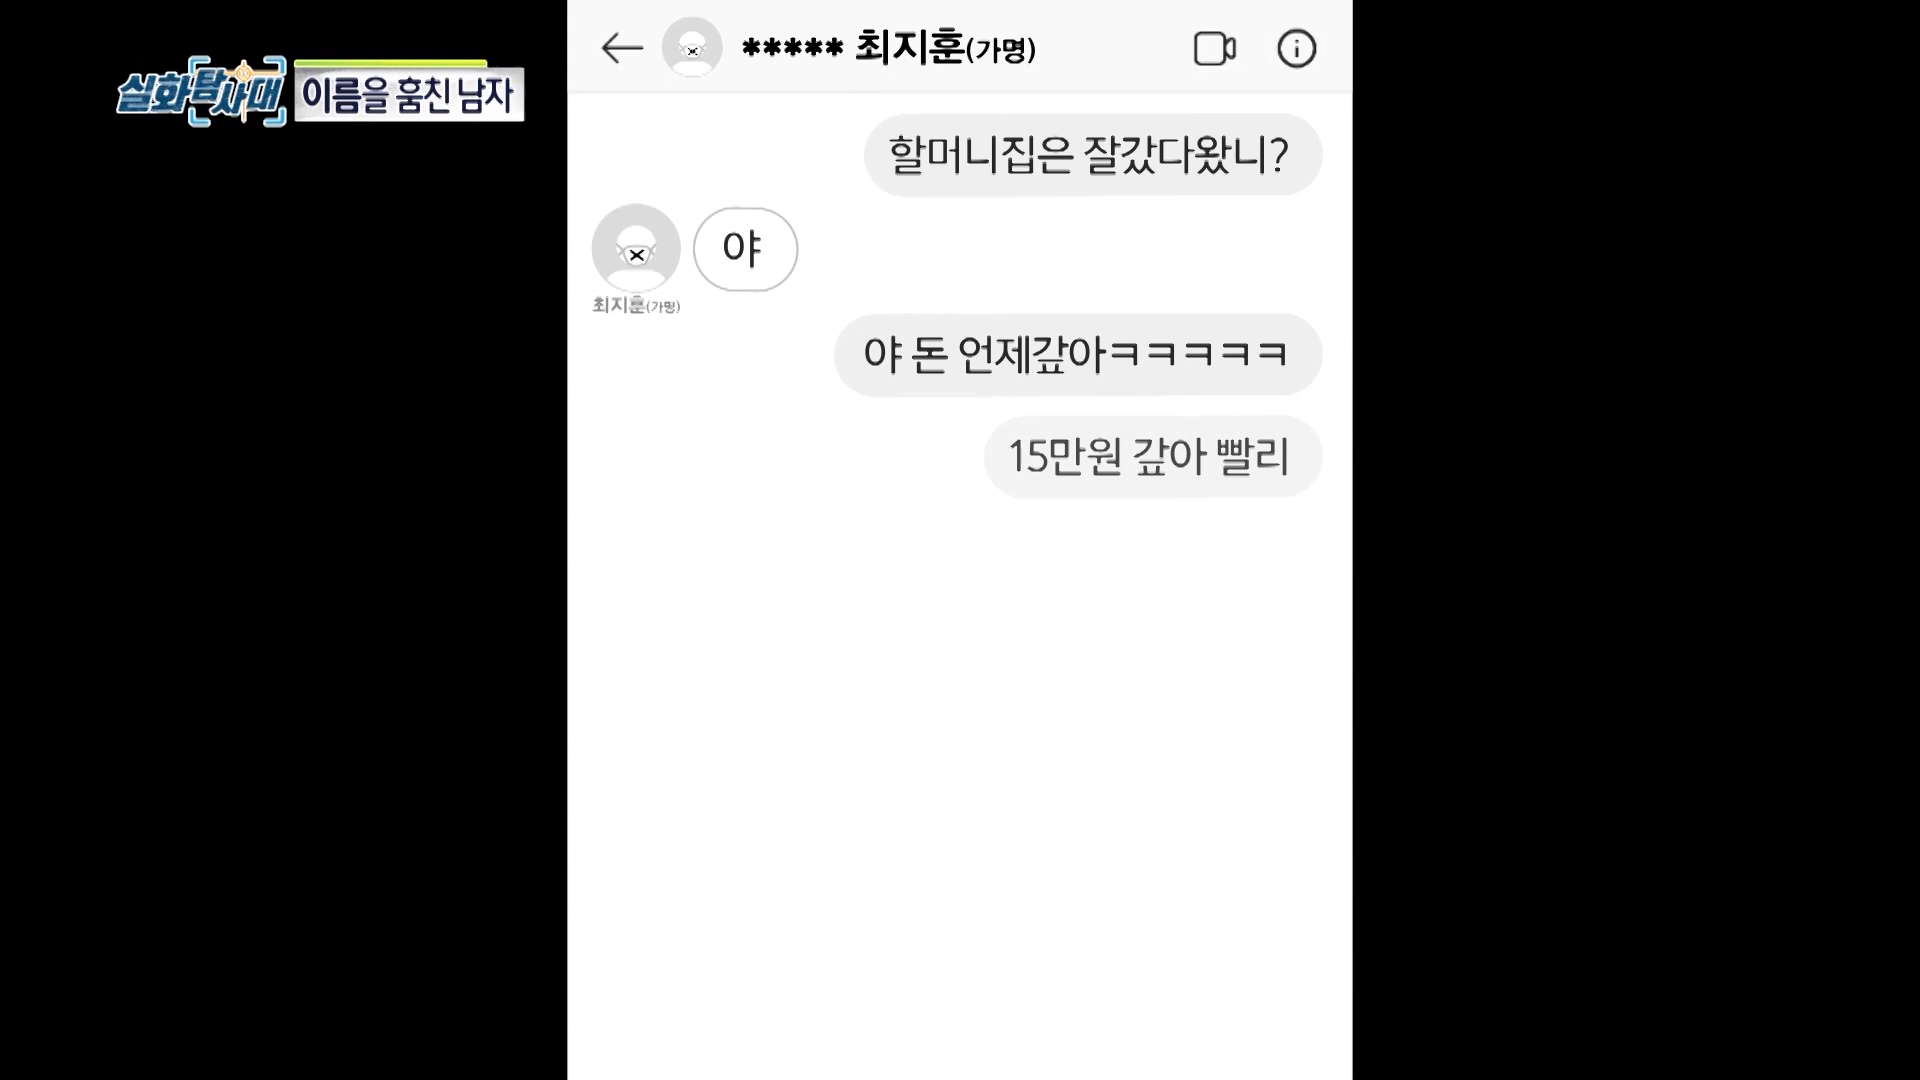 실화탐사대 이름을 훔친 남자
***** 최지훈(가명)
할머니집은 잘갔다왔니?
야
최지훈(가명)
야 돈 언제갚아ㅋㅋㅋㅋㅋ
15만원 갚아 빨리